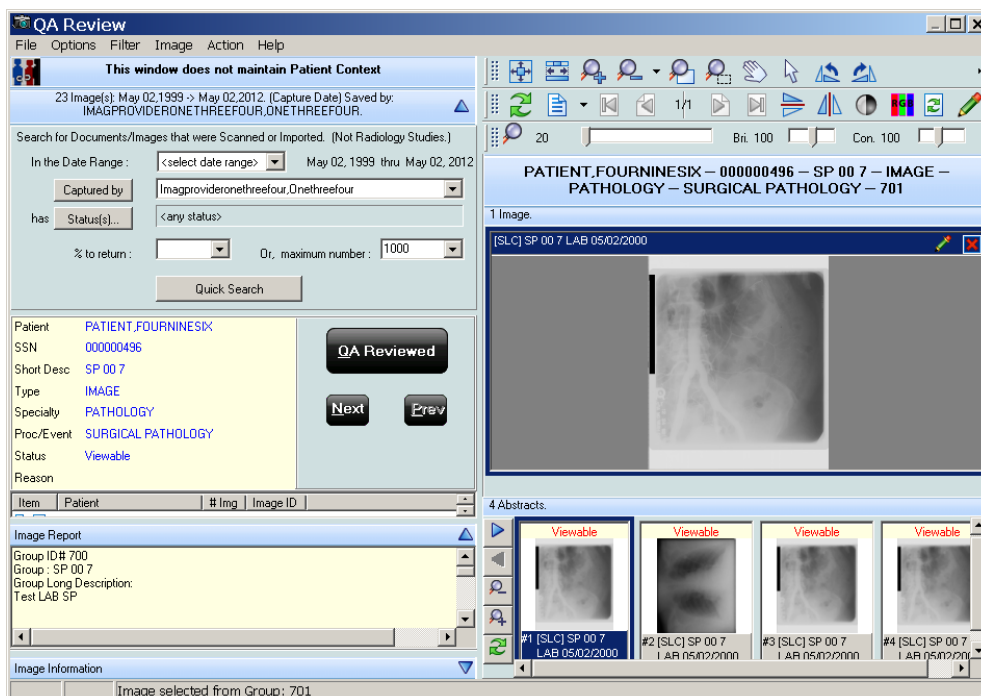 QA Review
File Options Filter Image Action Help
This window does not maintain Patient Context
23 Image(s): May 02,1999 -> May 02,2012. (Capture Date) Saved by:
IMAGPROVIDERONETHREEFOUR,ONETHREEFOUR.
Search for Documents/Images that were Scanned or Imported. (Not Radiology Studies.)
In the Date Range : <select date range> May 02, 1999 thru May 02, 2012
Captured by Imagprovideronethreefour,Onethreefour
has Status(s)... <any status>
% to return : Or, maximum number : 1000
Quick Search
Patient PATIENT,FOURNINESIX
SSN 000000496
Short Desc SP 00 7
Type IMAGE
Specialty PATHOLOGY
Proc/Event SURGICAL PATHOLOGY
Status Viewable
Reason
QA Reviewed
Next Prev
Item Patient # Img Image ID
Image Report
Group ID# 700
Group : SP 00 7
Group Long Description:
Test LAB SP
Image Information
Image selected from Group: 701
1/1
RGB
20 Bri. 100 Con. 100
PATIENT,FOURNINESIX – 000000496 – SP 00 7 – IMAGE –
PATHOLOGY – SURGICAL PATHOLOGY – 701
1 Image.
[SLC] SP 00 7 LAB 05/02/2000
4 Abstracts.
Viewable Viewable Viewable Viewable
#1 [SLC] SP 00 7 #2 [SLC] SP 00 7 #3 [SLC] SP 00 7 #4 [SLC] SP 00
LAB 05/02/2000 LAB 05/02/2000 LAB 05/02/2000 LAB 05/02/200